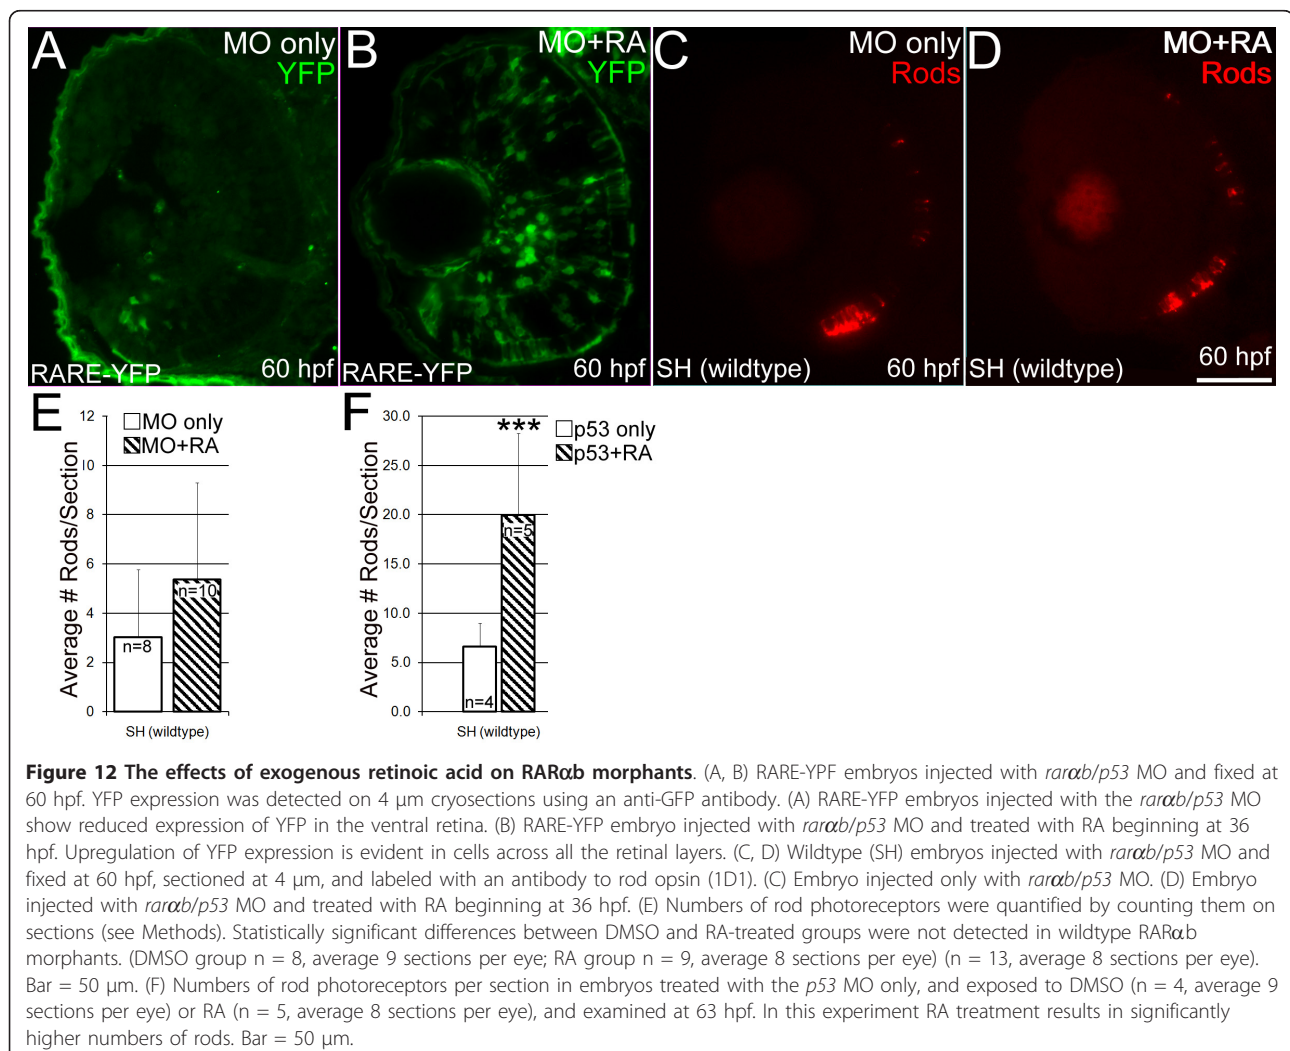 A MO only
YFP
RARE-YFP 60 hpf
B MO+RA
YFP
RARE-YFP 60 hpf
C MO only
Rods
SH (wildtype) 60 hpf
D MO+RA
Rods
60 hpf
SH (wildtype)
E
MO only
MO+RA
Average # Rods/Section
12
10
8
6
4
2
0
n=8
n=10
SH (wildtype)
F
***
p53 only
p53+RA
Average # Rods/Section
30.0
25.0
20.0
15.0
10.0
5.0
0.0
n=4
n=5
SH (wildtype)
Figure 12 The effects of exogenous retinoic acid on RARαb morphants. (A, B) RARE-YPF embryos injected with rarαb/p53 MO and fixed at
60 hpf. YFP expression was detected on 4 μm cryosections using an anti-GFP antibody. (A) RARE-YFP embryos injected with the rarαb/p53 MO
show reduced expression of YFP in the ventral retina. (B) RARE-YFP embryo injected with rarαb/p53 MO and treated with RA beginning at 36
hpf. Upregulation of YFP expression is evident in cells across all the retinal layers. (C, D) Wildtype (SH) embryos injected with rarαb/p53 MO and
fixed at 60 hpf, sectioned at 4 μm, and labeled with an antibody to rod opsin (1D1). (C) Embryo injected only with rarαb/p53 MO. (D) Embryo
injected with rarαb/p53 MO and treated with RA beginning at 36 hpf. (E) Numbers of rod photoreceptors were quantified by counting them on
sections (see Methods). Statistically significant differences between DMSO and RA-treated groups were not detected in wildtype RARαb
morphants. (DMSO group n = 8, average 9 sections per eye; RA group n = 9, average 8 sections per eye) (n = 13, average 8 sections per eye).
Bar = 50 μm. (F) Numbers of rod photoreceptors per section in embryos treated with the p53 MO only, and exposed to DMSO (n = 4, average 9
sections per eye) or RA (n = 5, average 8 sections per eye), and examined at 63 hpf. In this experiment RA treatment results in significantly
higher numbers of rods. Bar = 50 μm.